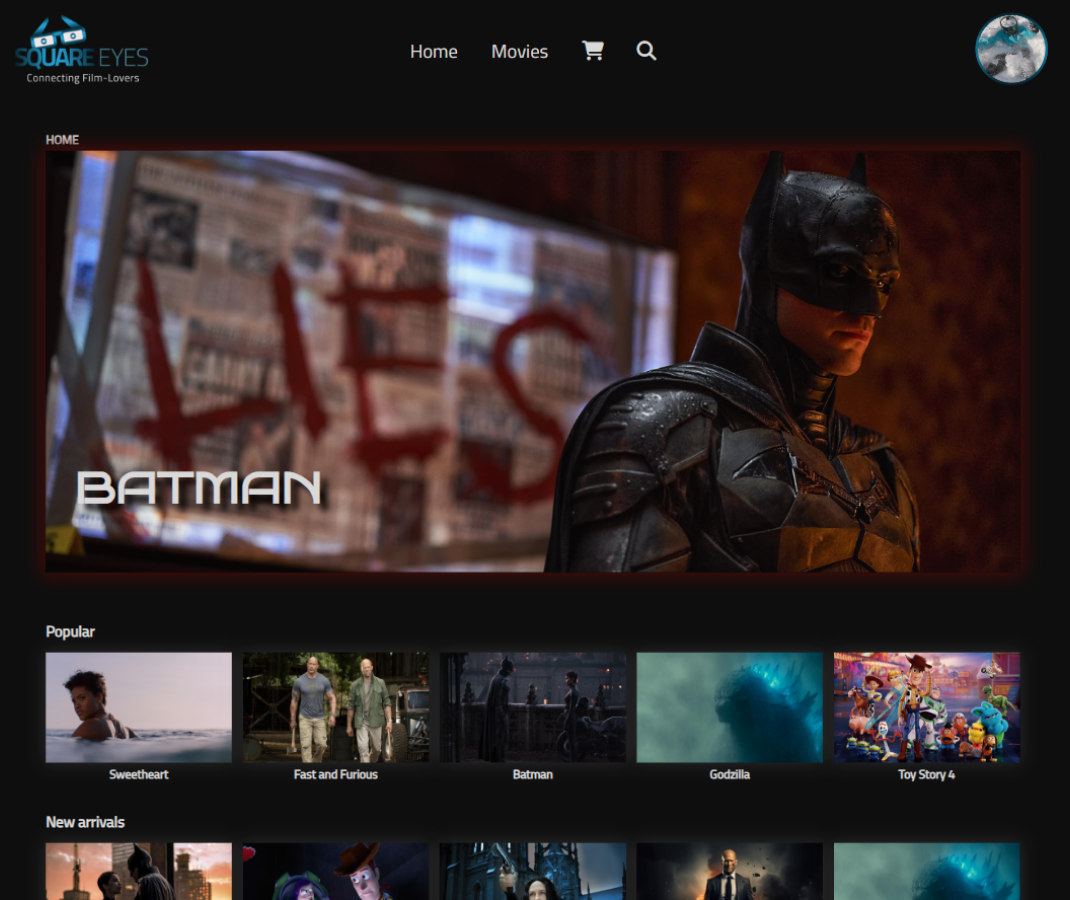 SQUARE EYES
Connecting Film-Lovers
Home Movies
HOME
LIES
BATMAN
Popular
Sweetheart Fast and Furious Batman Godzilla Toy Story 4
New arrivals